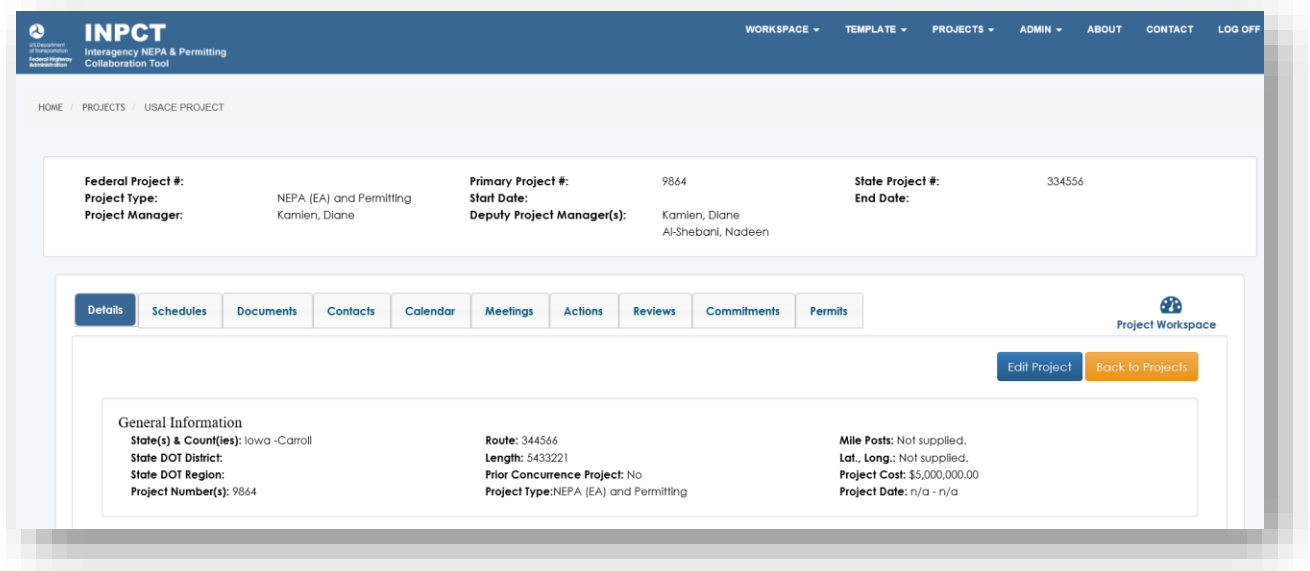 U.S.Department
of Transportation
Federal Highway
Administration
INPCT
Interagency NEPA & Permitting
Collaboration Tool
WORKSPACE TEMPLATE PROJECTS ADMIN ABOUT CONTACT LOG OFF
HOME / PROJECTS / USACE PROJECT
Federal Project #: Primary Project #: 9864 State Project #: 334556
Project Type: NEPA (EA) and Permitting Start Date: End Date:
Project Manager: Kamien, Diane Deputy Project Manager(s): Kamien, Diane
Al-Shebani, Nadeen
Details Schedules Documents Contacts Calendar Meetings Actions Reviews Commitments Permits
Project Workspace
Edit Project Back to Projects
General Information
State(s) & Count(ies): Iowa -Carroll Route: 344566 Mile Posts: Not supplied.
State DOT District: Length: 5433221 Lat., Long.: Not supplied.
State DOT Region: Prior Concurrence Project: No Project Cost: $5,000,000.00
Project Number(s): 9864 Project Type:NEPA (EA) and Permitting Project Date: n/a - n/a